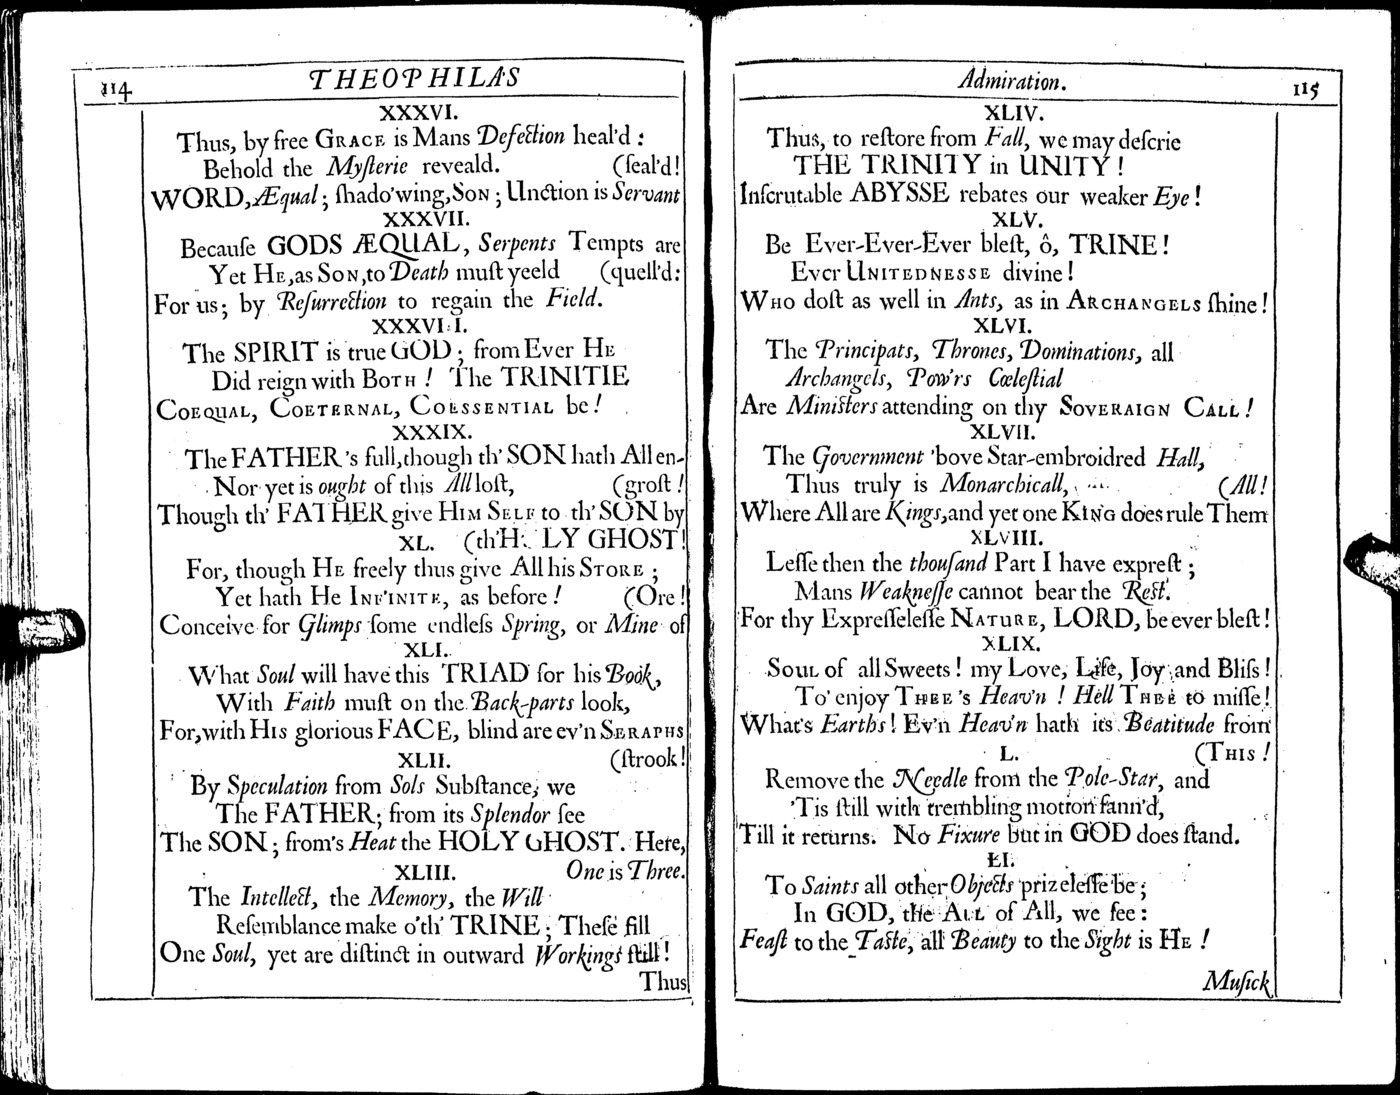 114 THEOPHILA'S
XXXVI.
Thus, by free GRACE is Mans Defection heal'd :
Behold the Myſterie reveald. (ſeal'd!
WORD, Æqual ; ſhado'wing, SON ; Unction is Servant
XXXVII.
Becauſe GODS ÆQUAL, Serpents Tempts are
Yet HE, as SON, to Death muſt yeeld (quell'd:
For us ; by Reſurrection to regain the Field.
XXXVIII.
The SPIRIT is true GOD ; from Ever HE
Did reign with BOTH ! The TRINITIE
COEQUAL, COETERNAL, COESSENTIAL be !
XXXIX.
The FATHER 's full, though th' SON hath All en-
Nor yet is ought of this All loſt, (groſt !
Though th' FATHER give HIM SELF to th' SON by
XL. (th'HOLY GHOST!
For, though HE freely thus give All his STORE ;
Yet hath He INF'INITE, as before ! (Ore !
Conceive for Glimps ſome endleſs Spring, or Mine of
XLI.
What Soul will have this TRIAD for his Book,
With Faith muſt on the Back-parts look,
For, with HIS glorious FACE, blind are ev'n SERAPHS
XLII. (ſtrook!
By Speculation from Sols Subſtance, we
The FATHER ; from its Splendor ſee
The SON ; from's Heat the HOLY GHOST. Here,
XLIII. One is Three.
The Intellect, the Memory, the Will
Reſemblance make o'th' TRINE ; Theſe fill
One Soul, yet are diſtinct in outward Workings ſtill !
Thus
Admiration. 115
XLIV.
Thus, to reſtore from Fall, we may deſcrie
THE TRINITY in UNITY !
Inſcrutable ABYSSE rebates our weaker Eye !
XLV.
Be Ever-Ever-Ever bleſt, ô, TRINE !
Ever UNITEDNESSE divine !
WHO doſt as well in Ants, as in ARCHANGELS ſhine !
XLVI.
The Principats, Thrones, Dominations, all
Archangels, Pow'rs Cœleſtial
Are Miniſters attending on thy SOVERAIGN CALL !
XLVII.
The Government 'bove Star-embroidred Hall,
Thus truly is Monarchicall, (All!
Where All are Kings, and yet one KING does rule Them
XLVIII.
Leſſe then the thouſand Part I have expreſt ;
Mans Weakneſſe cannot bear the Reſt.
For thy Expreſſeleſſe NATURE, LORD, be ever bleſt !
XLIX.
SOUL of all Sweets ! my Love, Life, Joy and Bliſs !
To' enjoy THEE 's Heav'n ! Hell THEE to miſſe !
What's Earths ! Ev'n Heav'n hath its Beatitude from
L. (THIS !
Remove the Needle from the Pole-Star, and
'Tis ſtill with trembling motion fann'd,
Till it returns. No Fixure but in GOD does ſtand.
LI.
To Saints all other Objects prizeleſſe be ;
In GOD, the ALL of All, we ſee :
Feaſt to the Taſte, all Beauty to the Sight is HE !
Muſick